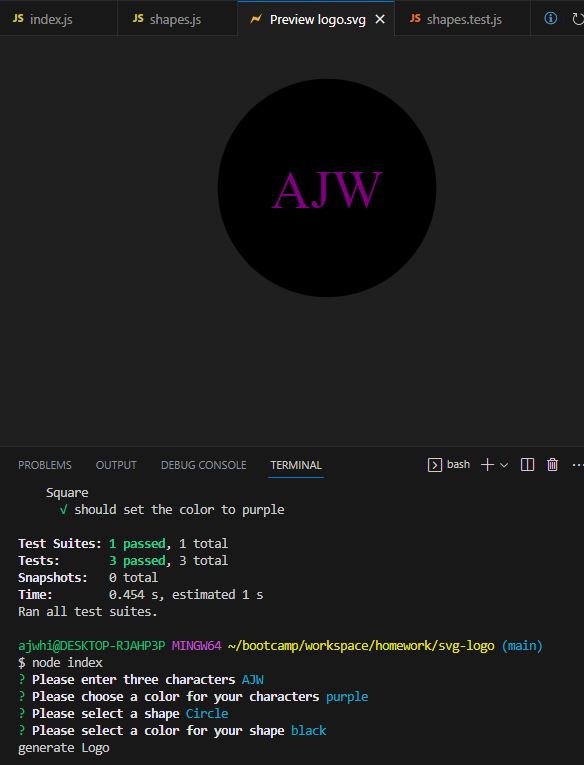 JS index.js JS shapes.js Preview logo.svg JS shapes.test.js
AJW
PROBLEMS OUTPUT DEBUG CONSOLE TERMINAL bash
Square
√ should set the color to purple
Test Suites: 1 passed, 1 total
Tests: 3 passed, 3 total
Snapshots: 0 total
Time: 0.454 s, estimated 1 s
Ran all test suites.
ajwhi@DESKTOP-RJAHP3P MINGW64 ~/bootcamp/workspace/homework/svg-logo (main)
$ node index
? Please enter three characters AJW
? Please choose a color for your characters purple
? Please select a shape Circle
? Please select a color for your shape black
generate Logo